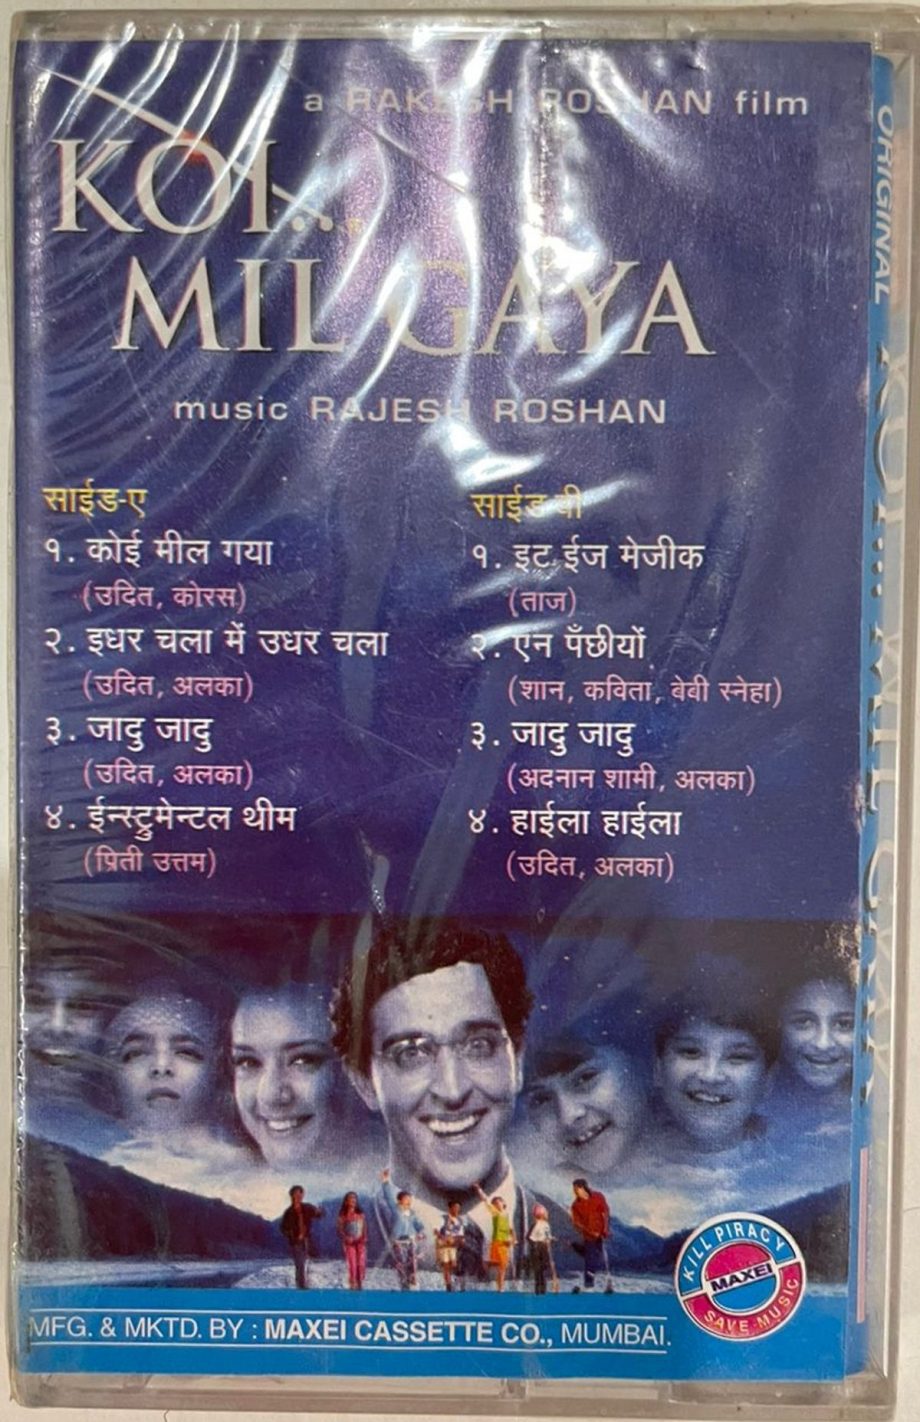 a RAKESH ROSHAN film
KOI...
MIL GAYA
music RAJESH ROSHAN
साईड-ए
१. कोई मील गया
(उदित, कोरस)
२. इधर चला में उधर चला
(उदित, अलका)
३. जादु जादु
(उदित, अलका)
४. ईन्स्ट्रुमेन्टल थीम
(प्रिती उत्तम)
साईड बी
१. इट ईज मेजीक
(ताज)
२. एन पँछीयों
(शान, कविता, बेबी स्नेहा)
३. जादु जादु
(अदनान शामी, अलका)
४. हाईला हाईला
(उदित, अलका)
KILL PIRACY
MAXEI
SAVE MUSIC
MFG. & MKTD. BY : MAXEI CASSETTE CO., MUMBAI.
ORIGINAL
KOI... MIL GAYA